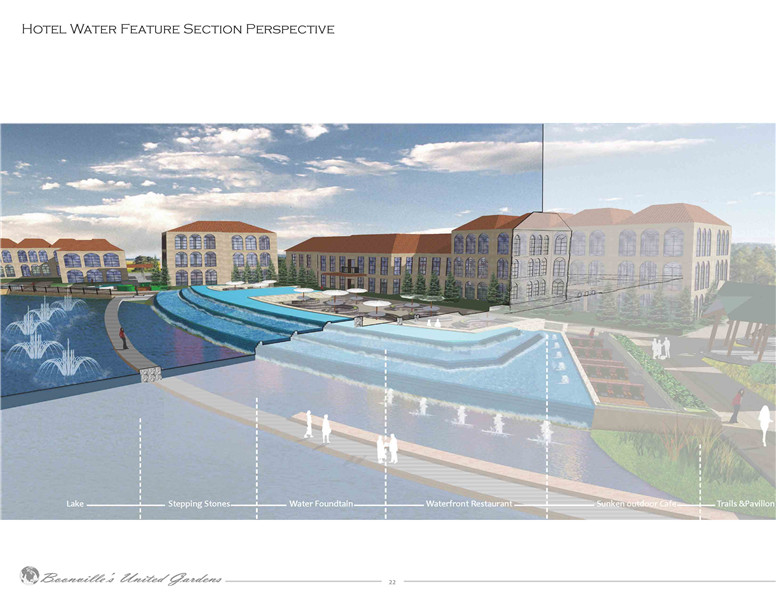 Hotel Water Feature Section Perspective
Lake Stepping Stones Water Foundtain Waterfront Restaurant Sunken outdoor Cafe Trails &Pavilion
Boonville's United Gardens
22